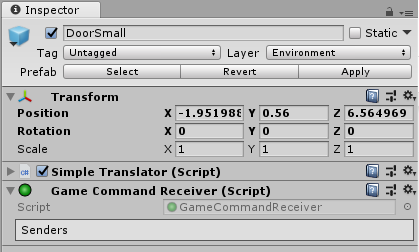 Inspector
DoorSmall Static
Tag Untagged Layer Environment
Prefab Select Revert Apply
Transform
Position X -1.951988 Y 0.56 Z 6.564969
Rotation X 0 Y 0 Z 0
Scale X 1 Y 1 Z 1
Simple Translator (Script)
Game Command Receiver (Script)
Script GameCommandReceiver
Senders